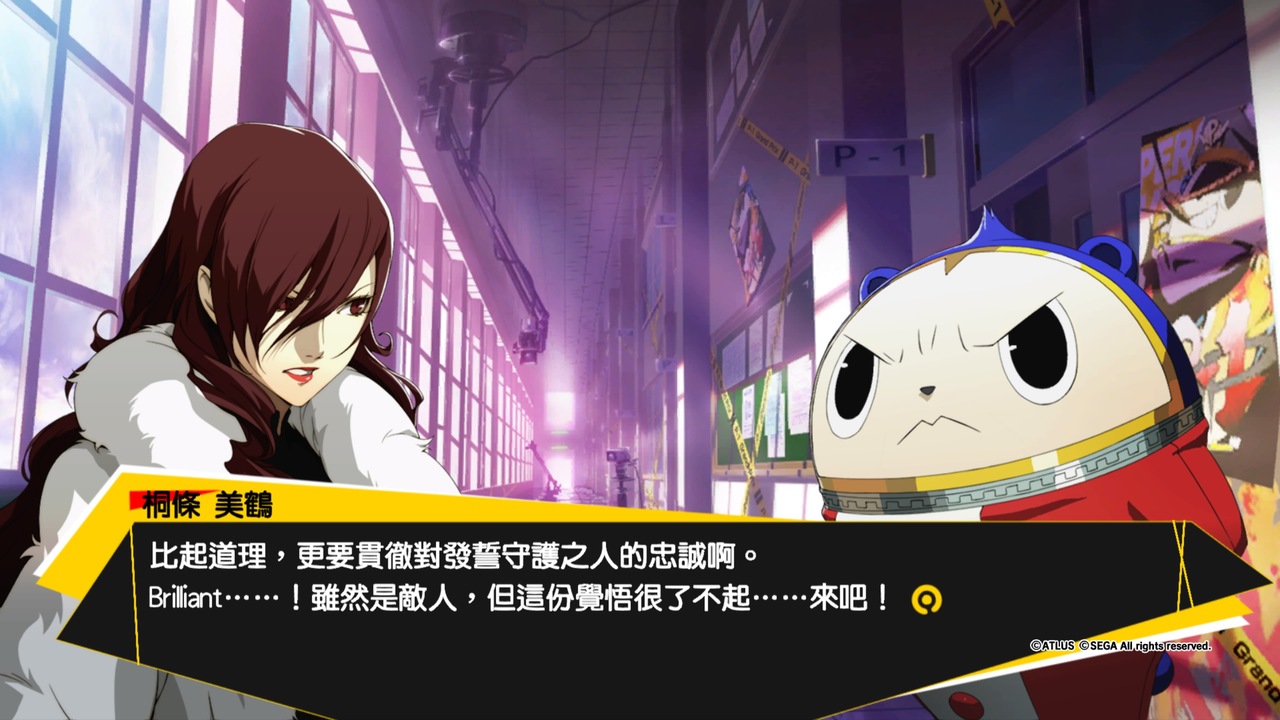 P-1
PER
桐條 美鶴
比起道理，更要貫徹對發誓守護之人的忠誠啊。
Brilliant……！雖然是敵人，但這份覺悟很了不起……來吧！
©ATLUS ©SEGA All rights reserved.
Grand